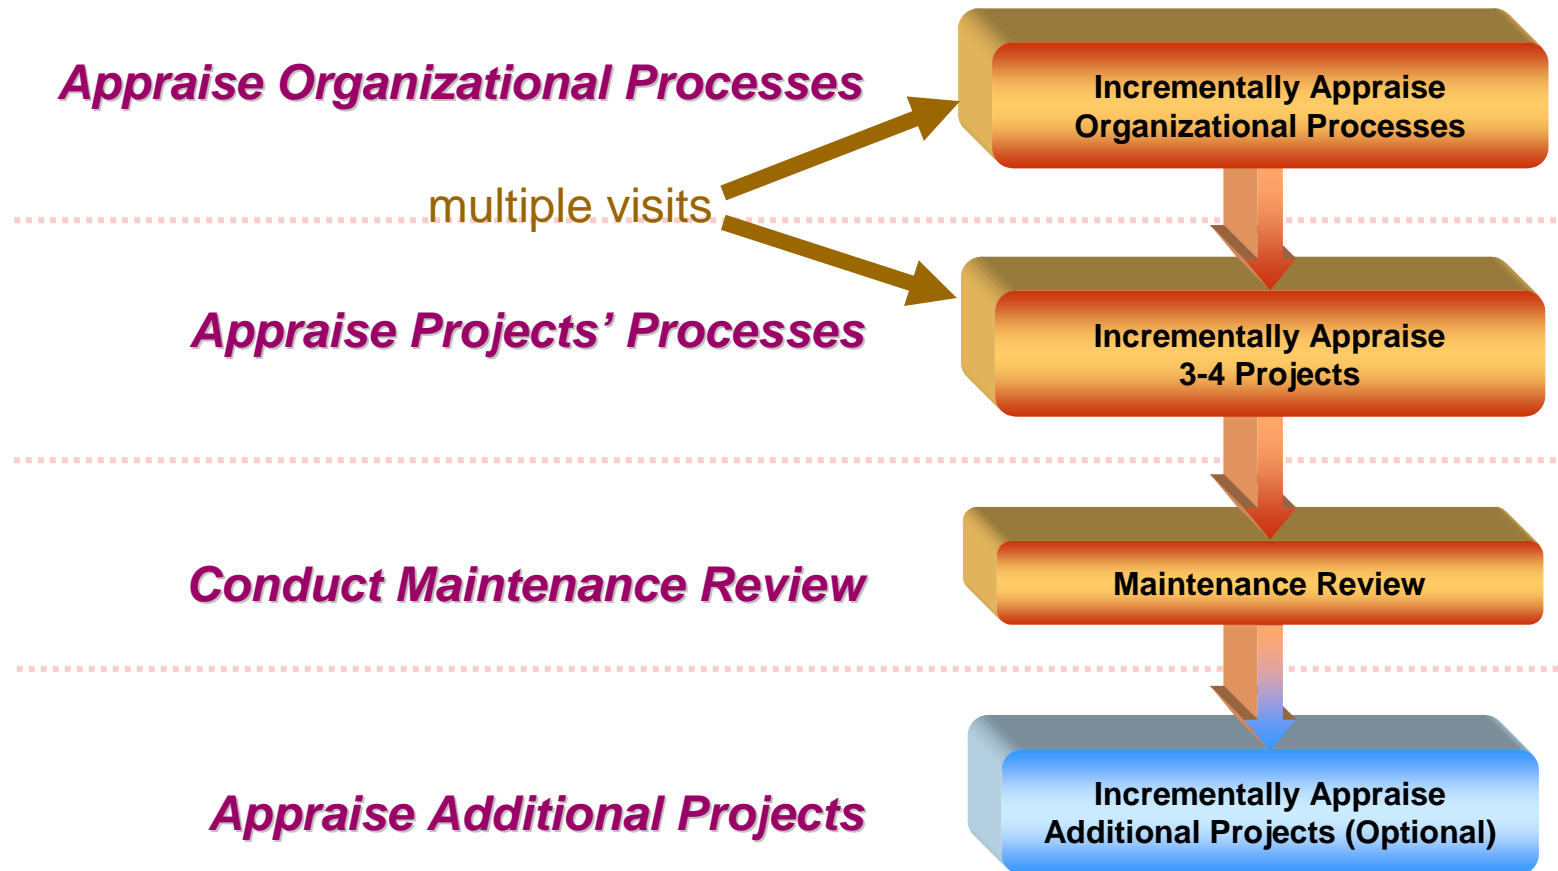 Appraise Organizational Processes
Incrementally Appraise
Organizational Processes
multiple visits
Appraise Projects’ Processes
Incrementally Appraise
3-4 Projects
Conduct Maintenance Review
Maintenance Review
Appraise Additional Projects
Incrementally Appraise
Additional Projects (Optional)